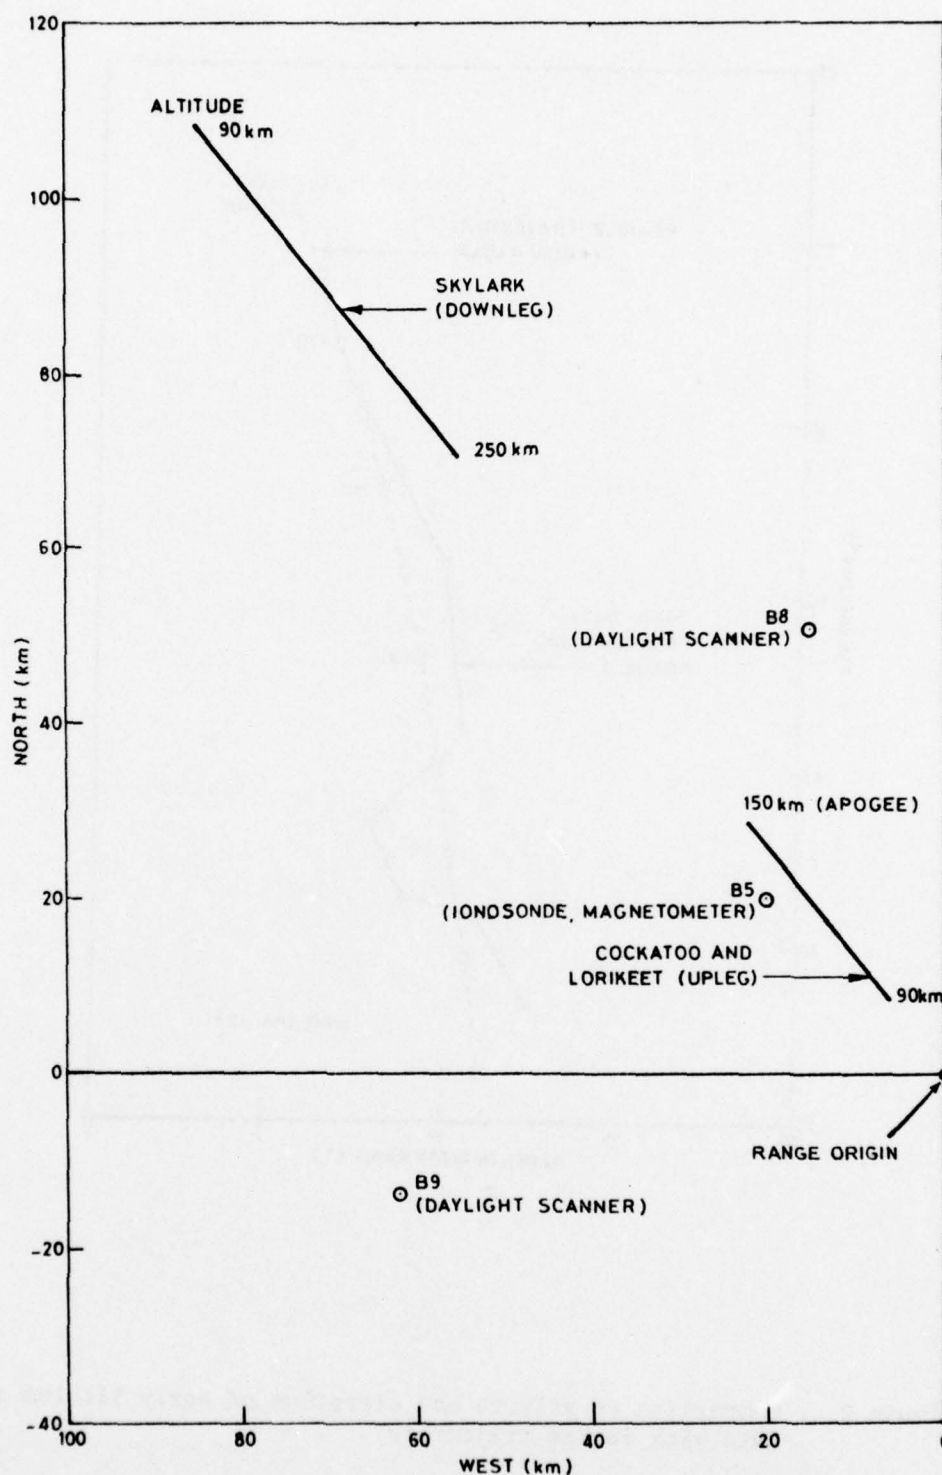 120
ALTITUDE
90 km
100
SKYLARK
(DOWNLEG)
80
250 km
60
B8
(DAYLIGHT SCANNER)
NORTH (km)
40
150 km (APOGEE)
20
B5
(IONOSONDE, MAGNETOMETER)
COCKATOO AND
LORIKEET (UPLEG)
90km
0
RANGE ORIGIN
B9
(DAYLIGHT SCANNER)
-20
-40
100
80
60
40
20
0
WEST (km)